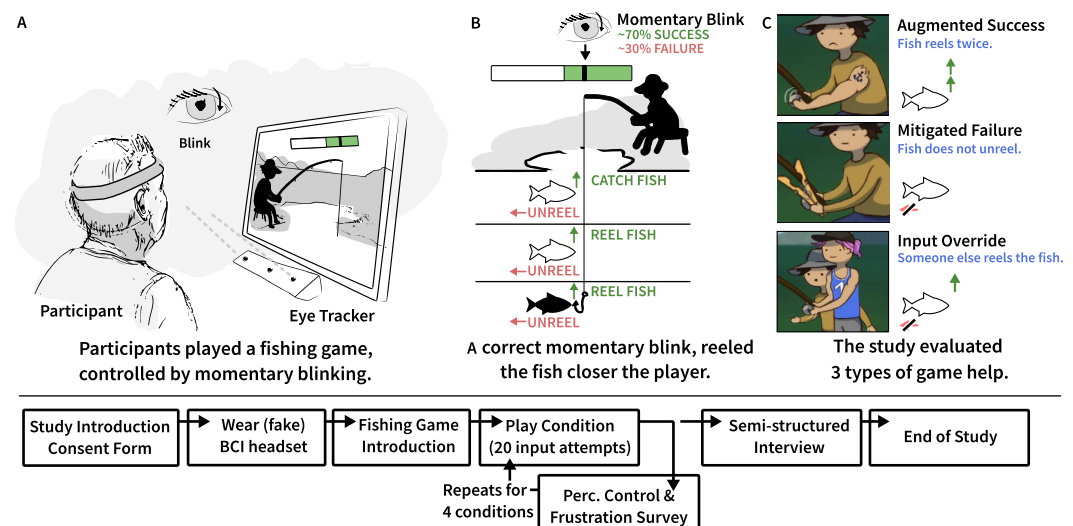 A
Blink
Participant
Eye Tracker
Participants played a fishing game,
controlled by momentary blinking.
B
Momentary Blink
~70% SUCCESS
~30% FAILURE
CATCH FISH
UNREEL
REEL FISH
UNREEL
REEL FISH
UNREEL
A correct momentary blink, reeled
the fish closer the player.
C
Augmented Success
Fish reels twice.
Mitigated Failure
Fish does not unreel.
Input Override
Someone else reels the fish.
The study evaluated
3 types of game help.
Study Introduction
Consent Form
Wear (fake)
BCI headset
Fishing Game
Introduction
Play Condition
(20 input attempts)
Semi-structured
Interview
End of Study
Repeats for
4 conditions
Perc. Control &
Frustration Survey